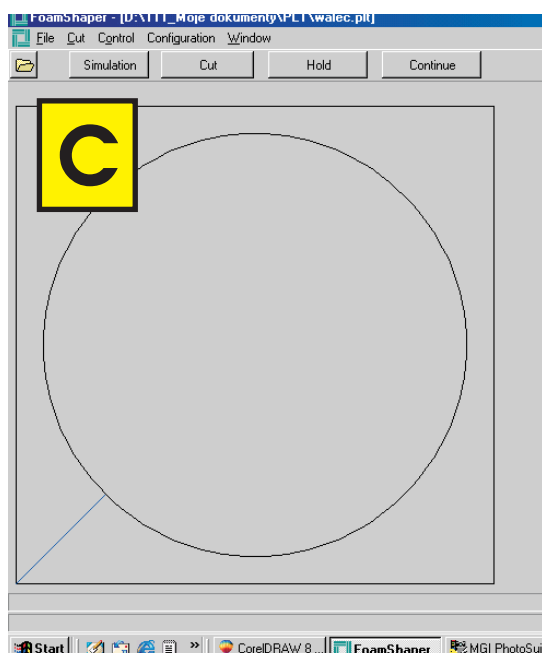 FoamShaper - [D:\111_Moje dokumenty\PLT\walec.plt]
File Cut Control Configuration Window
Simulation Cut Hold Continue
C
Start » CorelDRAW 8 ... FoamShaper MGI PhotoSui